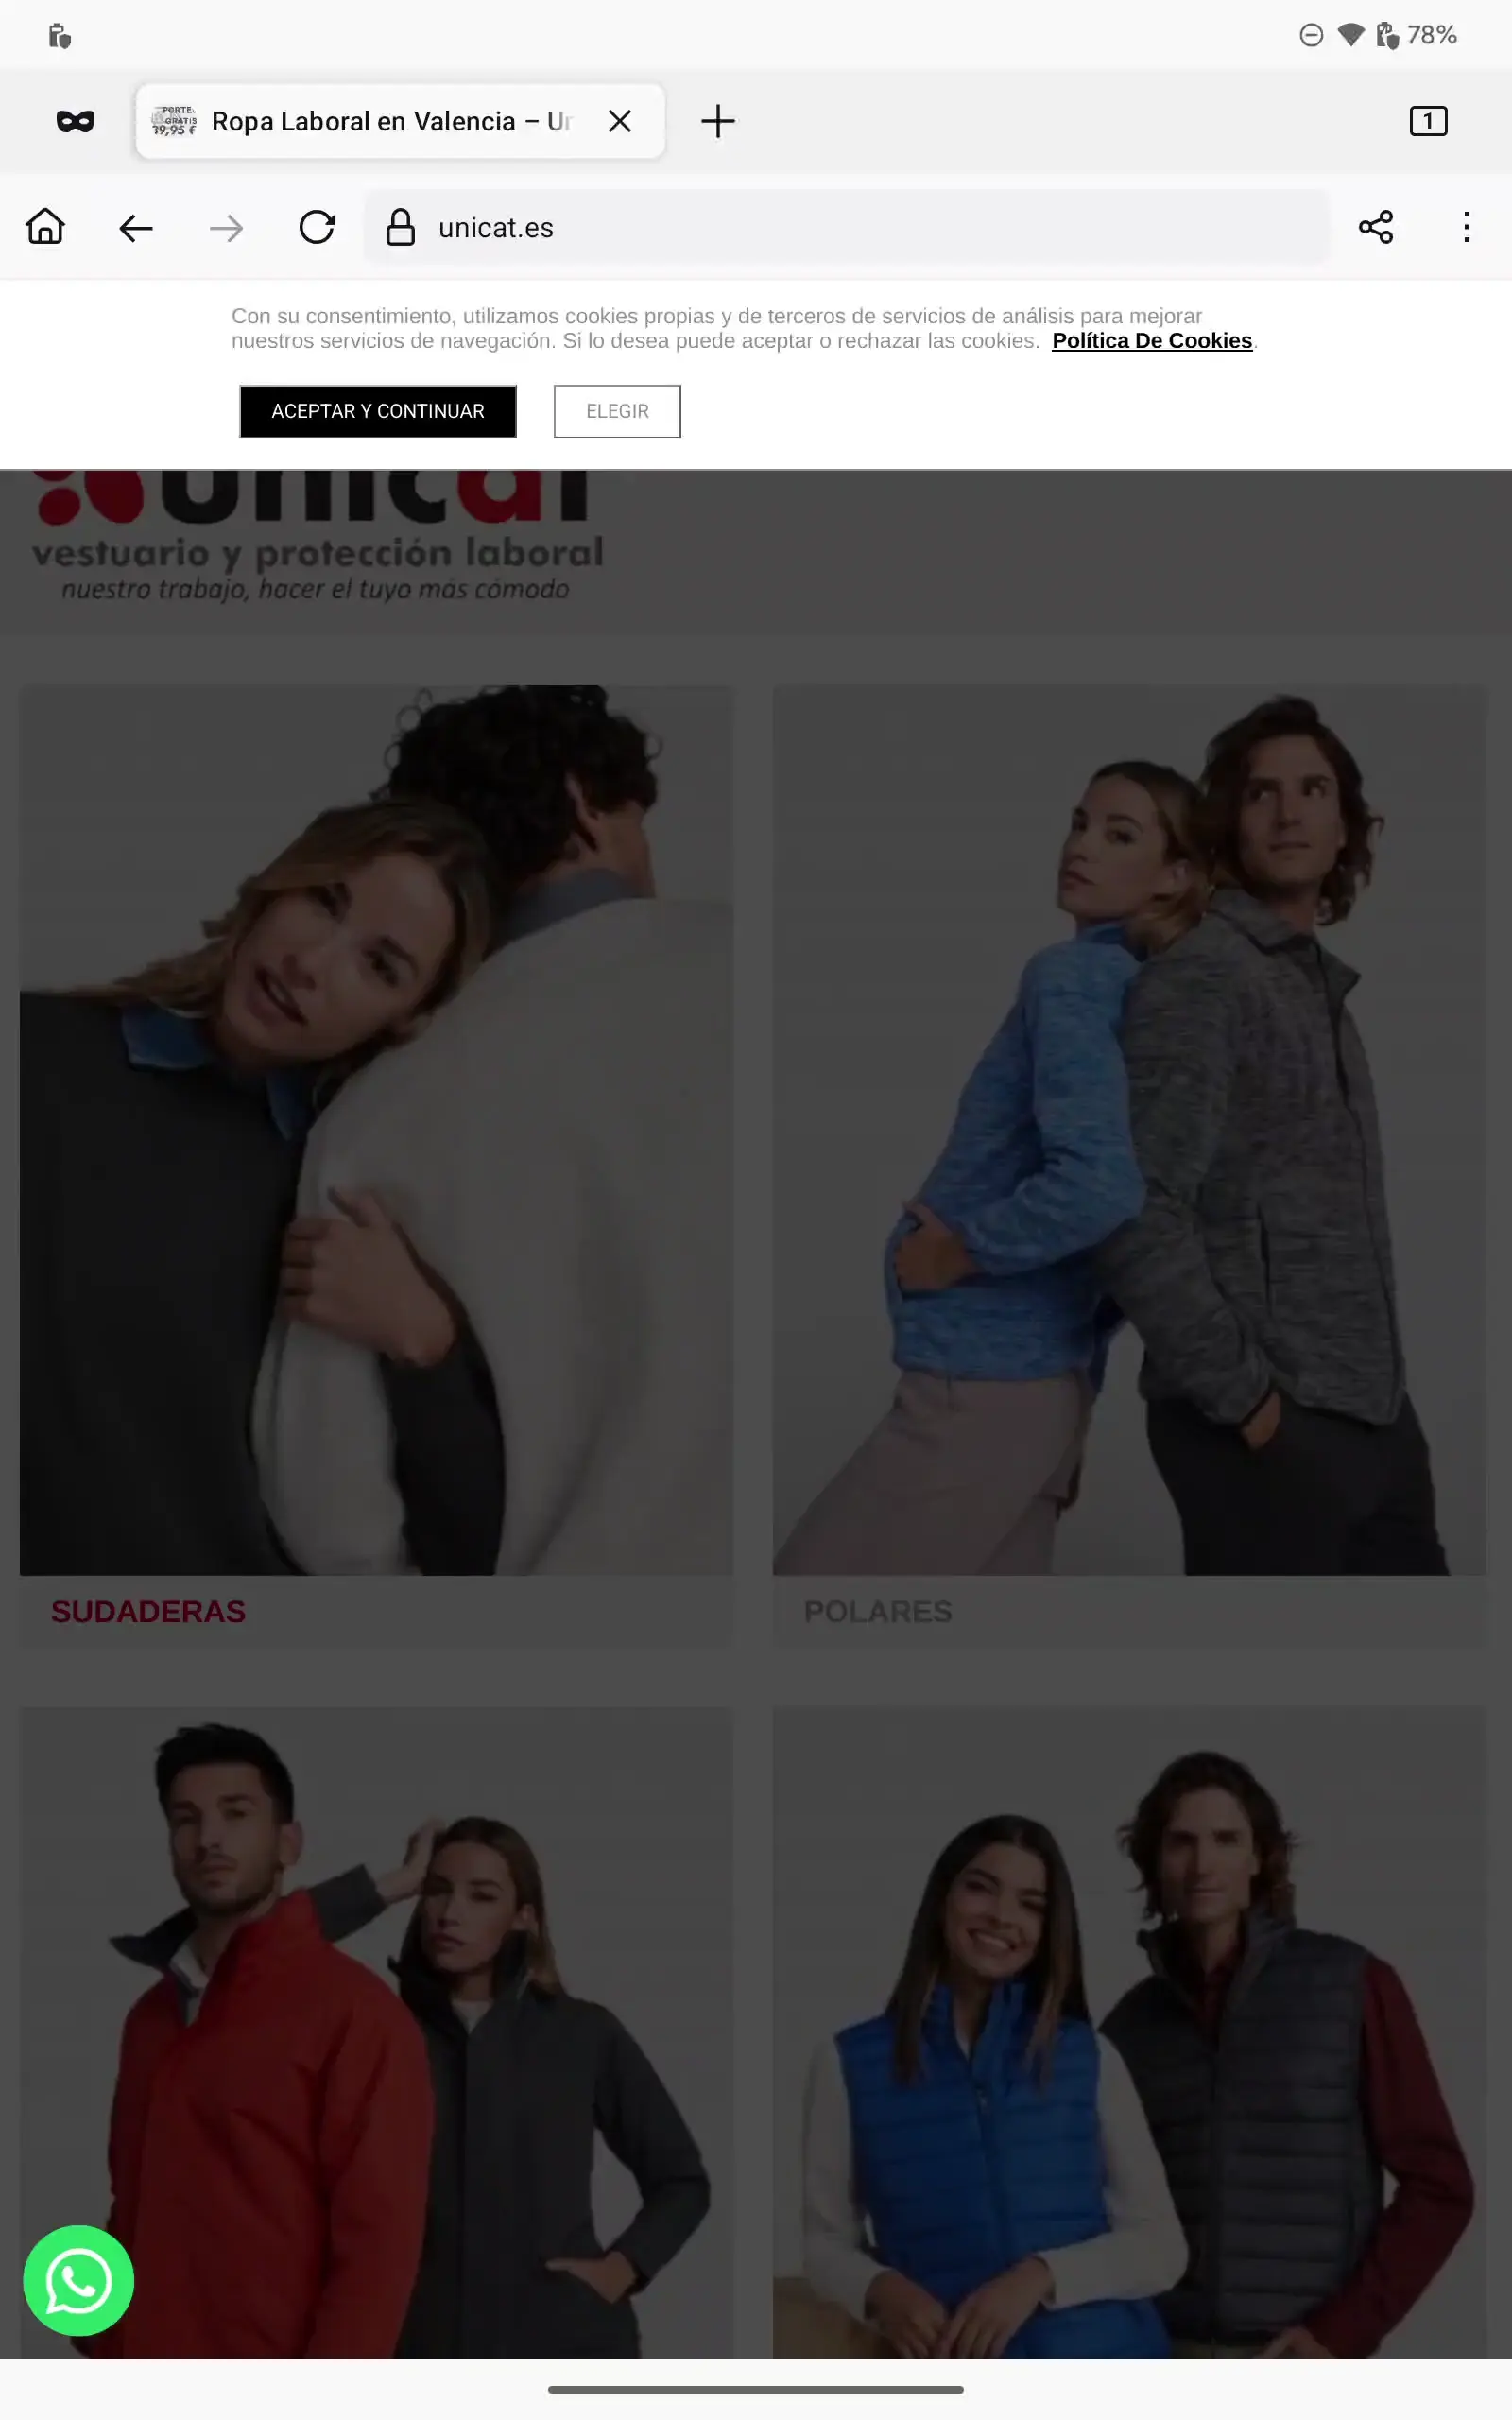 78%
PORTES
GRATIS
39,95 €
Ropa Laboral en Valencia –
1
unicat.es
Con su consentimiento, utilizamos cookies propias y de terceros de servicios de análisis para mejorar
nuestros servicios de navegación. Si lo desea puede aceptar o rechazar las cookies. Política De Cookies.
ACEPTAR Y CONTINUAR
ELEGIR
unicat
vestuario y protección laboral
nuestro trabajo, hacer el tuyo más cómodo
SUDADERAS
POLARES